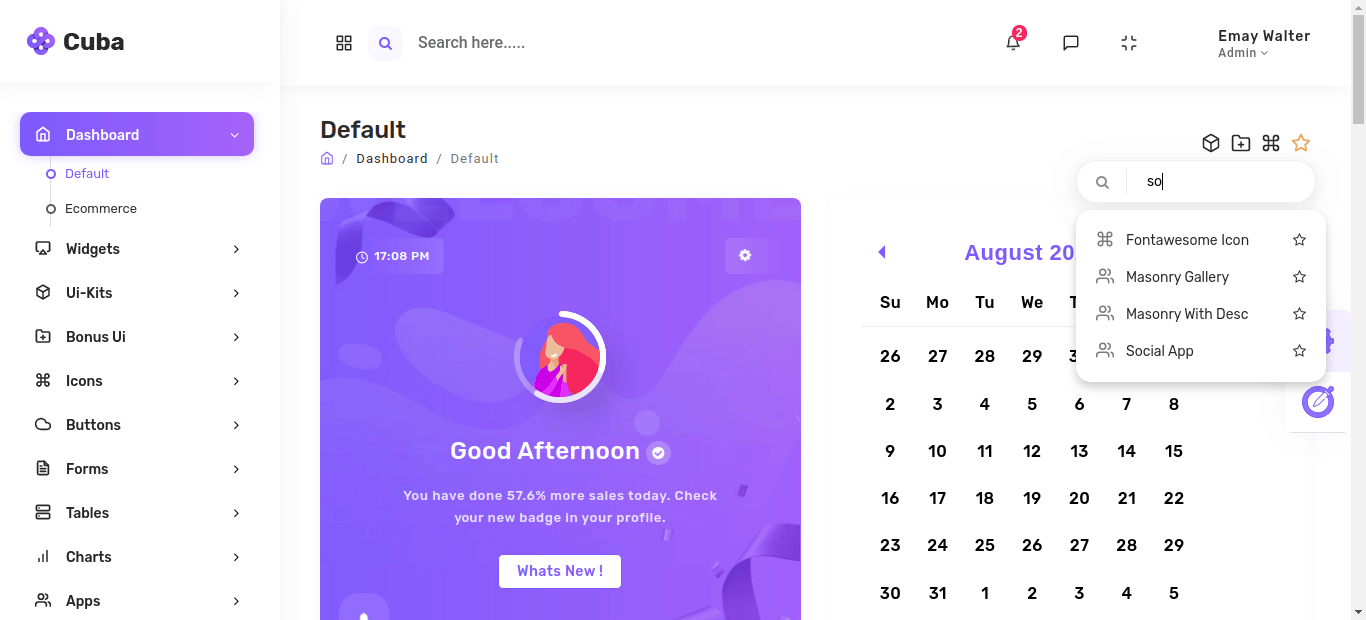 Cuba
Search here.....
2
Emay Walter
Admin
Dashboard
Default
Ecommerce
Widgets
Ui-Kits
Bonus Ui
Icons
Buttons
Forms
Tables
Charts
Apps
Default
/ Dashboard / Default
so
Fontawesome Icon
Masonry Gallery
Masonry With Desc
Social App
17:08 PM
Good Afternoon
You have done 57.6% more sales today. Check
your new badge in your profile.
Whats New !
August 20
Su Mo Tu We
26 27 28 29
2 3 4 5 6 7 8
9 10 11 12 13 14 15
16 17 18 19 20 21 22
23 24 25 26 27 28 29
30 31 1 2 3 4 5